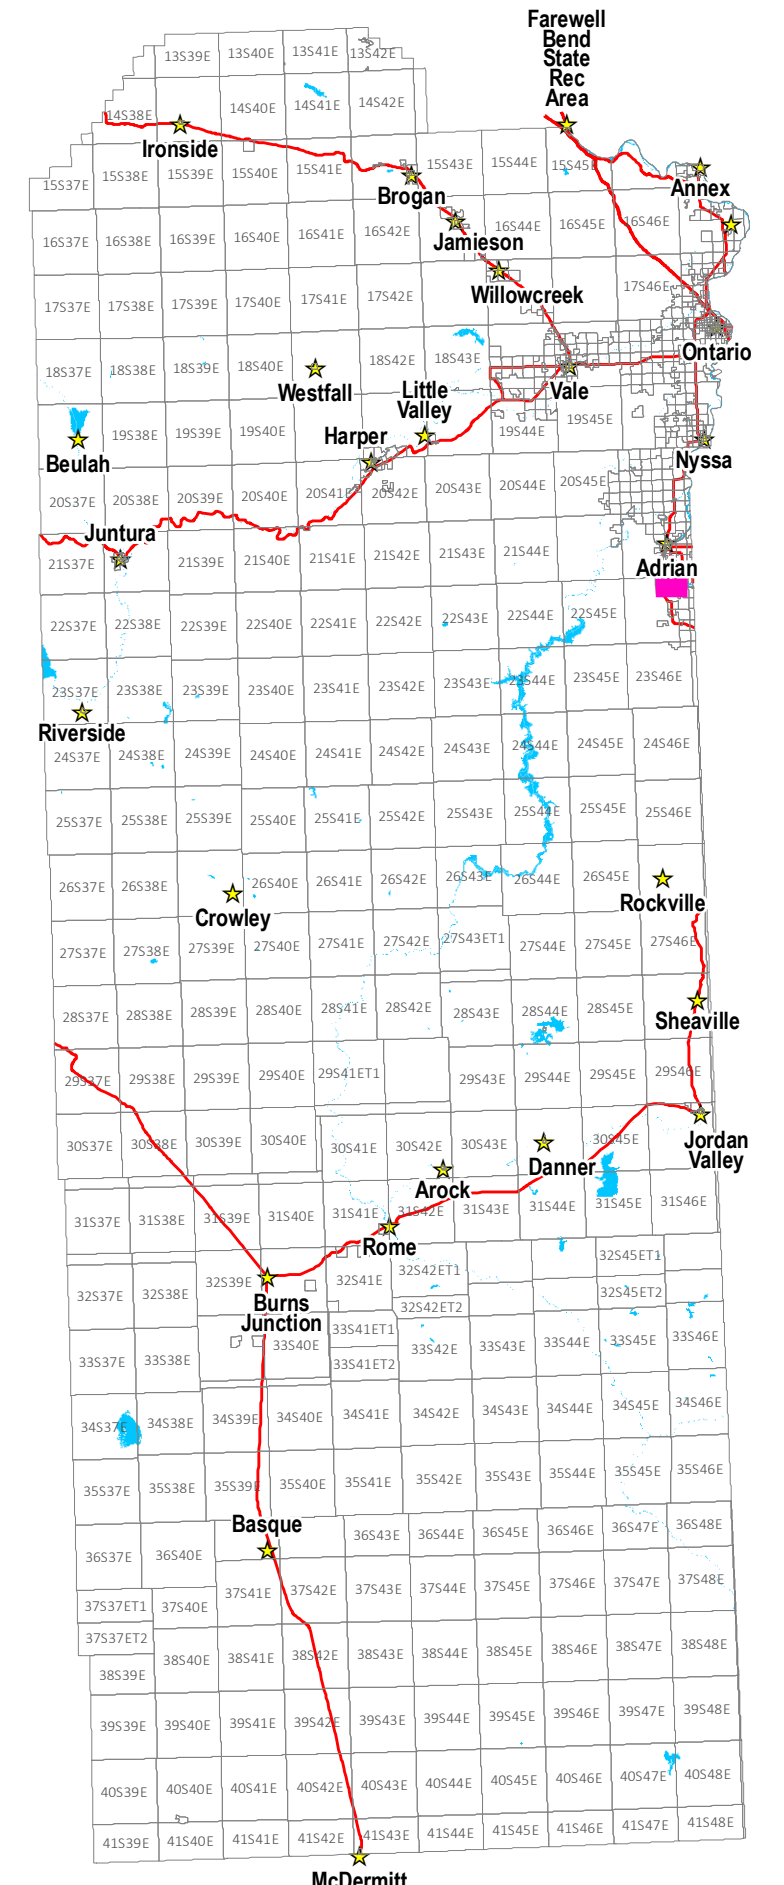 Farewell
Bend
State
Rec
Area
13S39E 13S40E 13S41E 13S42E
14S38E 14S40E 14S41E 14S42E
Ironside
15S37E 15S38E 15S39E 15S40E 15S41E 15S43E 15S44E 15S45E
Brogan
Annex
16S37E 16S38E 16S39E 16S40E 16S41E 16S42E 16S44E 16S45E 16S46E
Jamieson
17S37E 17S38E 17S39E 17S40E 17S41E 17S42E 17S46E
Willowcreek
Ontario
18S37E 18S38E 18S39E 18S40E 18S42E 18S43E
Westfall
Little
Valley
Vale
19S38E 19S39E 19S40E 19S44E 19S45E
Beulah
Harper
Nyssa
20S37E 20S38E 20S39E 20S40E 20S41E 20S42E 20S43E 20S44E 20S45E
Juntura
21S37E 21S39E 21S40E 21S41E 21S42E 21S43E 21S44E
Adrian
22S37E 22S38E 22S39E 22S40E 22S41E 22S42E 22S43E 22S44E 22S45E
23S37E 23S38E 23S39E 23S40E 23S41E 23S42E 23S43E 23S44E 23S45E 23S46E
Riverside
24S37E 24S38E 24S39E 24S40E 24S41E 24S42E 24S43E 24S44E 24S45E 24S46E
25S37E 25S38E 25S39E 25S40E 25S41E 25S42E 25S43E 25S44E 25S45E 25S46E
26S37E 26S38E 26S40E 26S41E 26S42E 26S43E 26S44E 26S45E
Crowley
Rockville
27S37E 27S38E 27S39E 27S40E 27S41E 27S42E 27S43ET1 27S44E 27S45E 27S46E
28S37E 28S38E 28S39E 28S40E 28S41E 28S42E 28S43E 28S44E 28S45E
Sheaville
29S37E 29S38E 29S39E 29S40E 29S41ET1 29S43E 29S44E 29S45E 29S46E
30S37E 30S38E 30S39E 30S40E 30S41E 30S42E 30S43E 30S45E
Jordan
Valley
Danner
Arock
31S37E 31S38E 31S39E 31S40E 31S41E 31S42E 31S43E 31S44E 31S45E 31S46E
Rome
32S37E 32S38E 32S39E 32S41E 32S42ET1 32S45ET1
32S42ET2 32S45ET2
Burns
Junction
33S37E 33S38E 33S40E 33S41ET1 33S42E 33S43E 33S44E 33S45E 33S46E
33S41ET2
34S37E 34S38E 34S39E 34S40E 34S41E 34S42E 34S43E 34S44E 34S45E 34S46E
35S37E 35S38E 35S39E 35S40E 35S41E 35S42E 35S43E 35S44E 35S45E 35S46E
Basque
36S37E 36S40E 36S43E 36S44E 36S45E 36S46E 36S47E 36S48E
37S37ET1 37S40E 37S41E 37S42E 37S43E 37S44E 37S45E 37S46E 37S47E 37S48E
37S37ET2
38S39E 38S40E 38S41E 38S42E 38S43E 38S44E 38S45E 38S46E 38S47E 38S48E
39S39E 39S40E 39S41E 39S42E 39S43E 39S44E 39S45E 39S46E 39S47E 39S48E
40S39E 40S40E 40S41E 40S42E 40S43E 40S44E 40S45E 40S46E 40S47E 40S48E
41S39E 41S40E 41S41E 41S42E 41S43E 41S44E 41S45E 41S46E 41S47E 41S48E
McDermitt